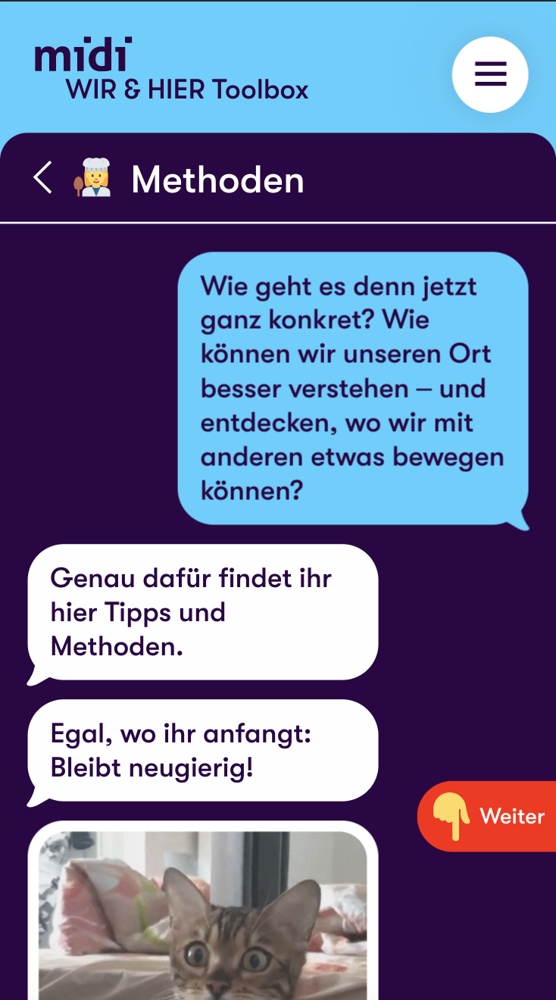 midi
WIR & HIER Toolbox
Methoden
Wie geht es denn jetzt
ganz konkret? Wie
können wir unseren Ort
besser verstehen – und
entdecken, wo wir mit
anderen etwas bewegen
können?
Genau dafür findet ihr
hier Tipps und
Methoden.
Egal, wo ihr anfangt:
Bleibt neugierig!
Weiter